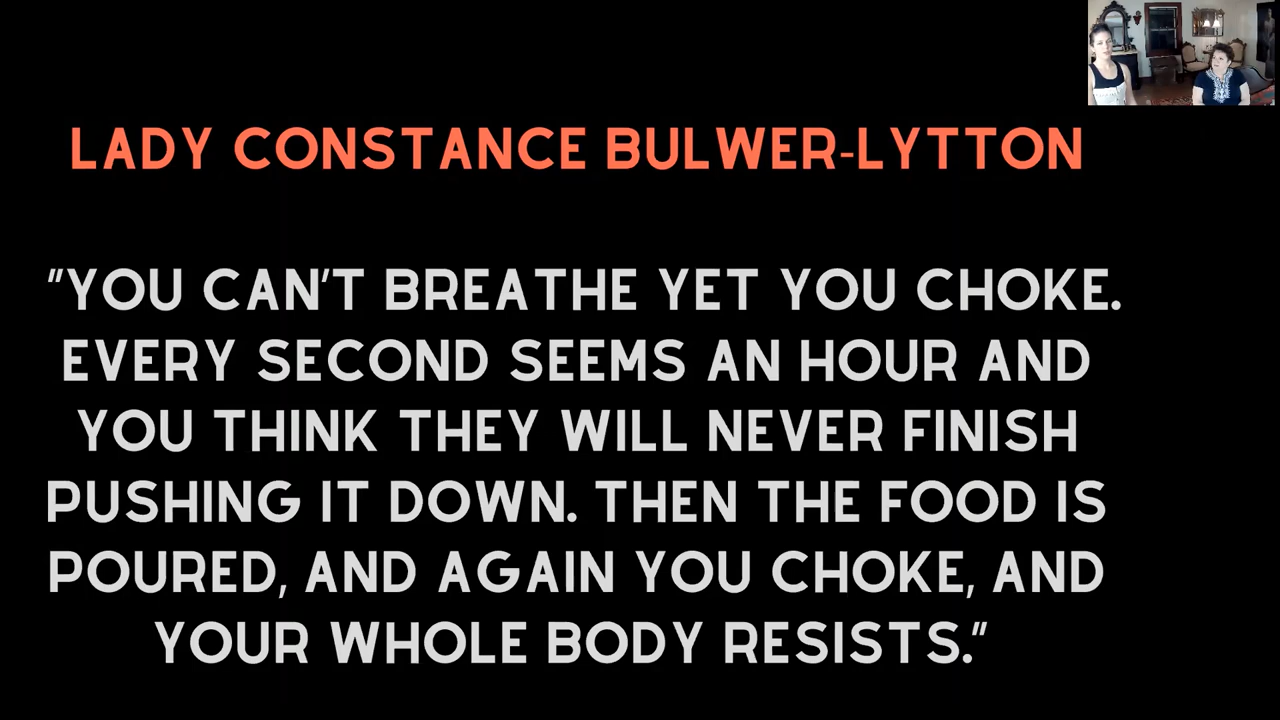 LADY CONSTANCE BULWER-LYTTON
"YOU CAN'T BREATHE YET YOU CHOKE.
EVERY SECOND SEEMS AN HOUR AND
YOU THINK THEY WILL NEVER FINISH
PUSHING IT DOWN. THEN THE FOOD IS
POURED, AND AGAIN YOU CHOKE, AND
YOUR WHOLE BODY RESISTS."